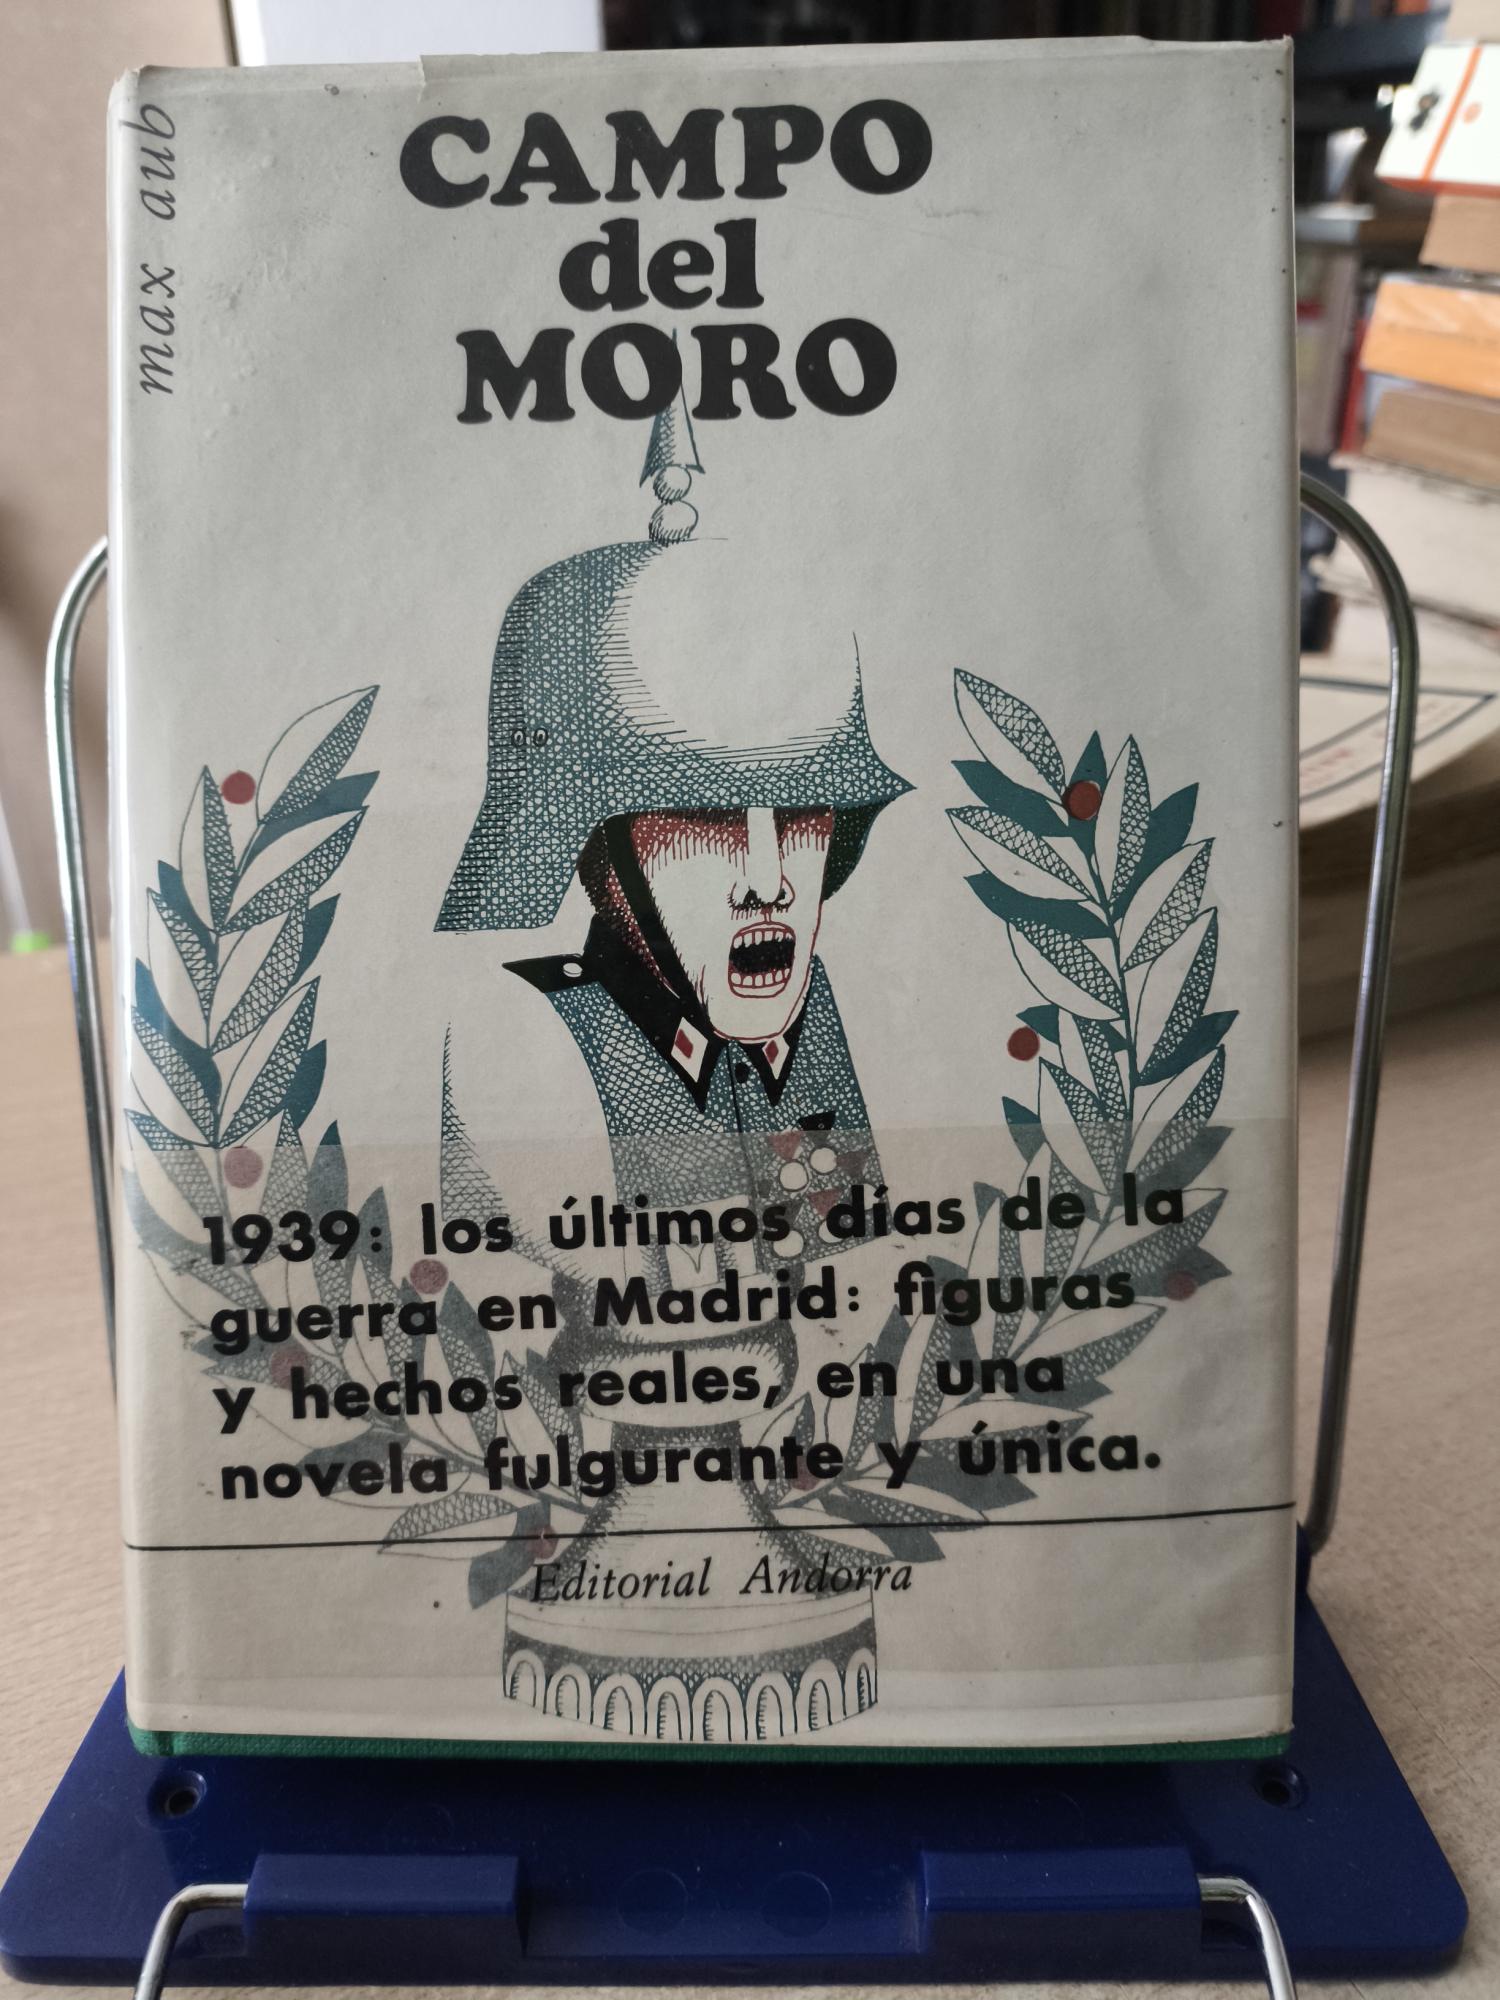 max aub
CAMPO
del
MORO
1939: los últimos días de la
guerra en Madrid: figuras
y hechos reales, en una
novela fulgurante y única.
Editorial Andorra